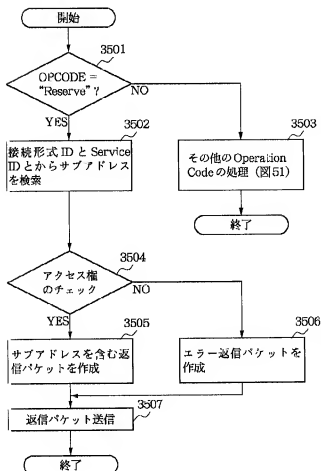 開始
3501
OPCODE=
“Reserve”？
NO
YES
3502
接続形式IDとService
IDとからサブアドレス
を検索
3503
その他のOperation
Codeの処理（図51）
終了
3504
アクセス権
のチェック
NO
YES
3505
サブアドレスを含む返
信パケットを作成
3506
エラー返信パケットを
作成
3507
返信パケット送信
終了